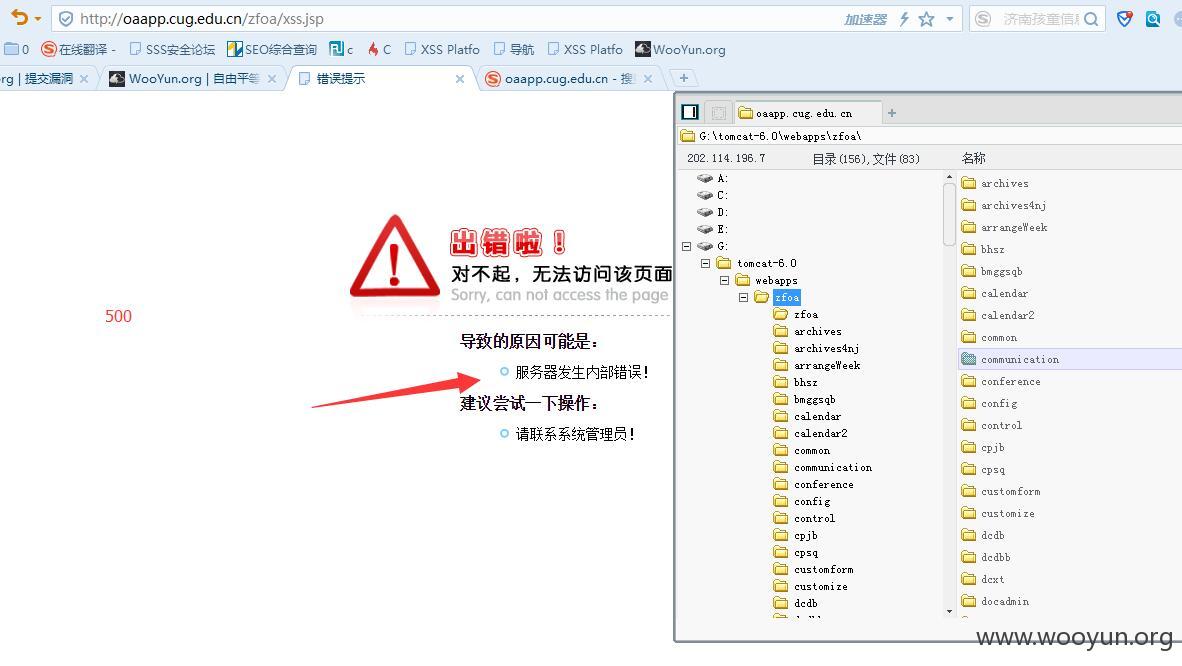 http://oaapp.cug.edu.cn/zfoa/xss.jsp
加速器
济南孩童信息
0
在线翻译 -
SSS安全论坛
SEO综合查询
c
C
XSS Platfo
导航
XSS Platfo
WooYun.org
rg | 提交漏洞
WooYun.org | 自由平等
错误提示
oaapp.cug.edu.cn - 搜
oaapp.cug.edu.cn
G:\tomcat-6.0\webapps\zfoa\
202.114.196.7
目录(156),文件(83)
名称
A:
C:
D:
E:
G:
tomcat-6.0
webapps
zfoa
zfoa
archives
archives4nj
arrangeWeek
bhsz
bmggsqb
calendar
calendar2
common
communication
conference
config
control
cpjb
cpsq
customform
customize
dcdb
archives
archives4nj
arrangeWeek
bhsz
bmggsqb
calendar
calendar2
common
communication
conference
config
control
cpjb
cpsq
customform
customize
dcdb
dcdbb
dcxt
docadmin
出错啦！
对不起，无法访问该页面
Sorry, can not access the page
500
导致的原因可能是：
服务器发生内部错误！
建议尝试一下操作：
请联系系统管理员！
www.wooyun.org